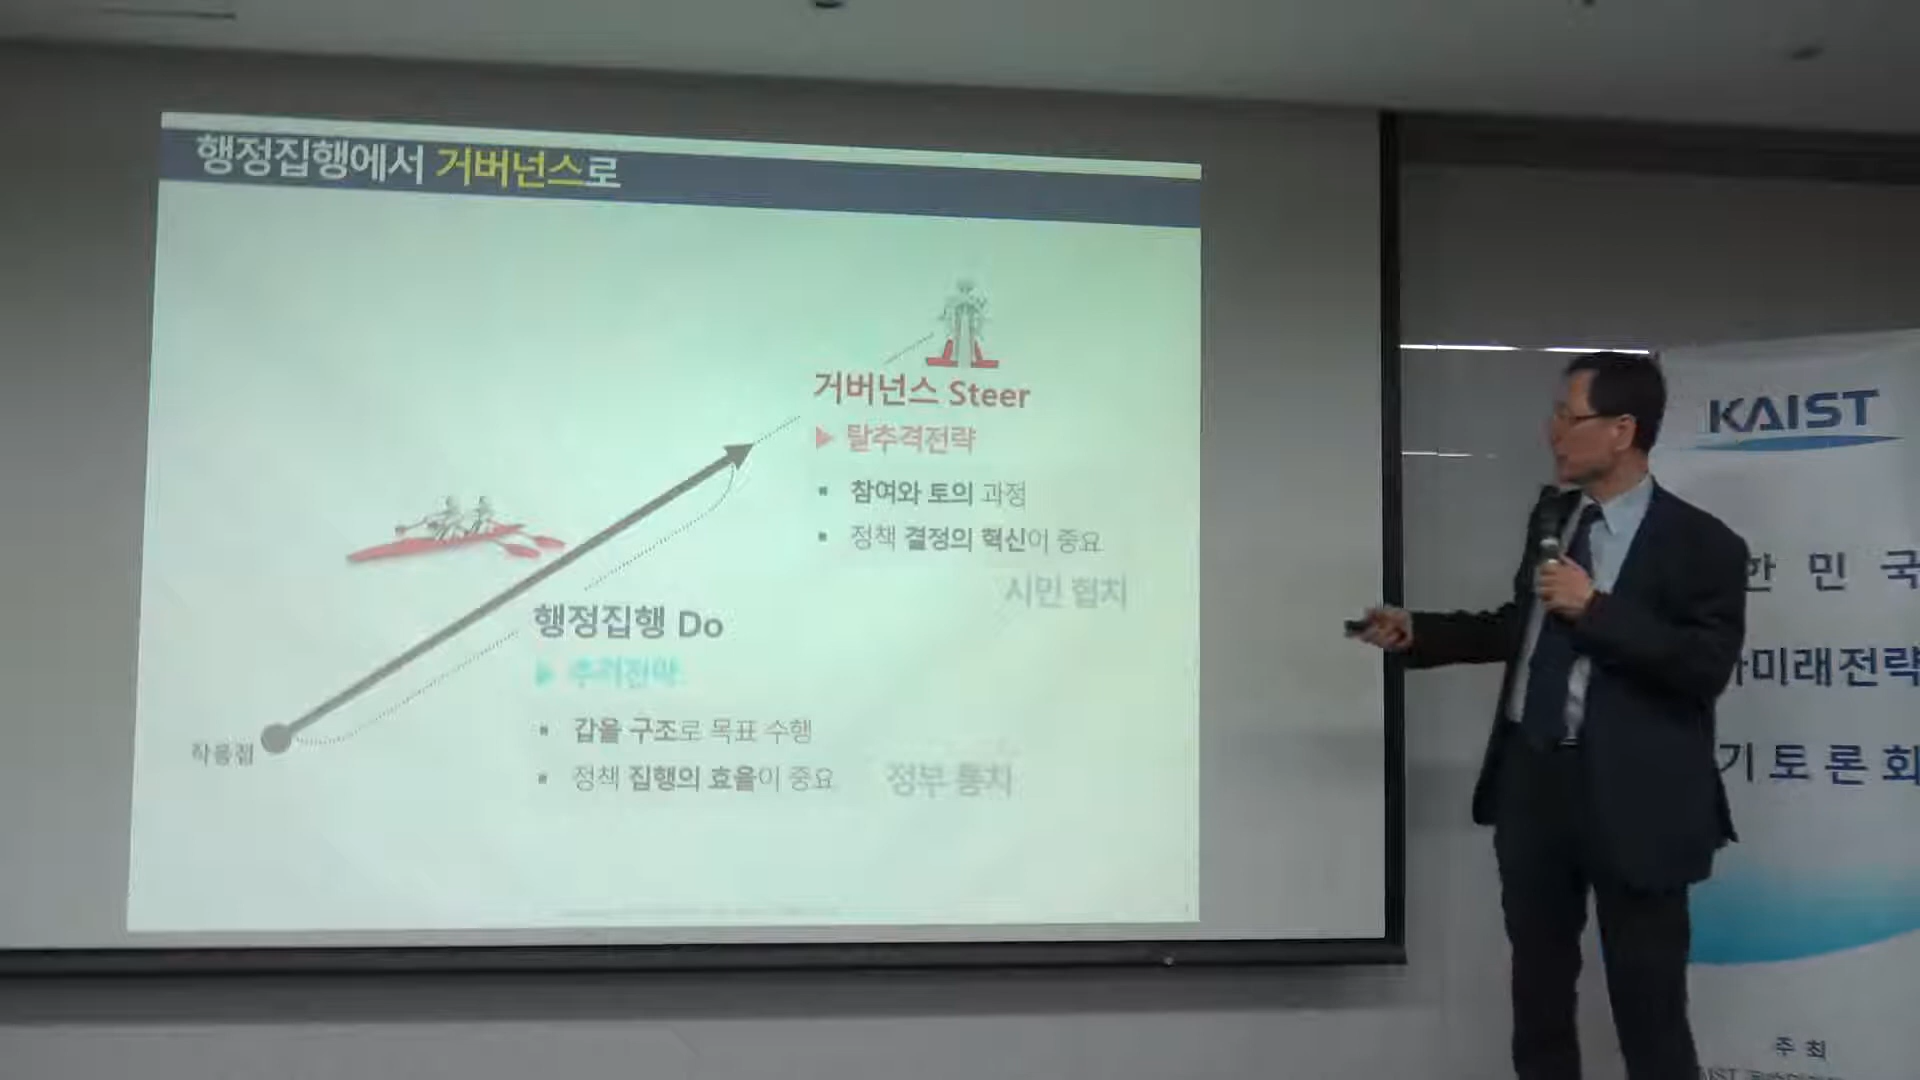 행정집행에서 거버넌스로
거버넌스 Steer
▶ 탈추격전략
▪ 참여와 토의 과정
▪ 정책 결정의 혁신이 중요
시민 협치
행정집행 Do
▶ 추격전략
▪ 갑을 구조로 목표 수행
▪ 정책 집행의 효율이 중요
정부 통치
작용점
KAIST
한 민 국
미래전략
기 토 론 회
주 최